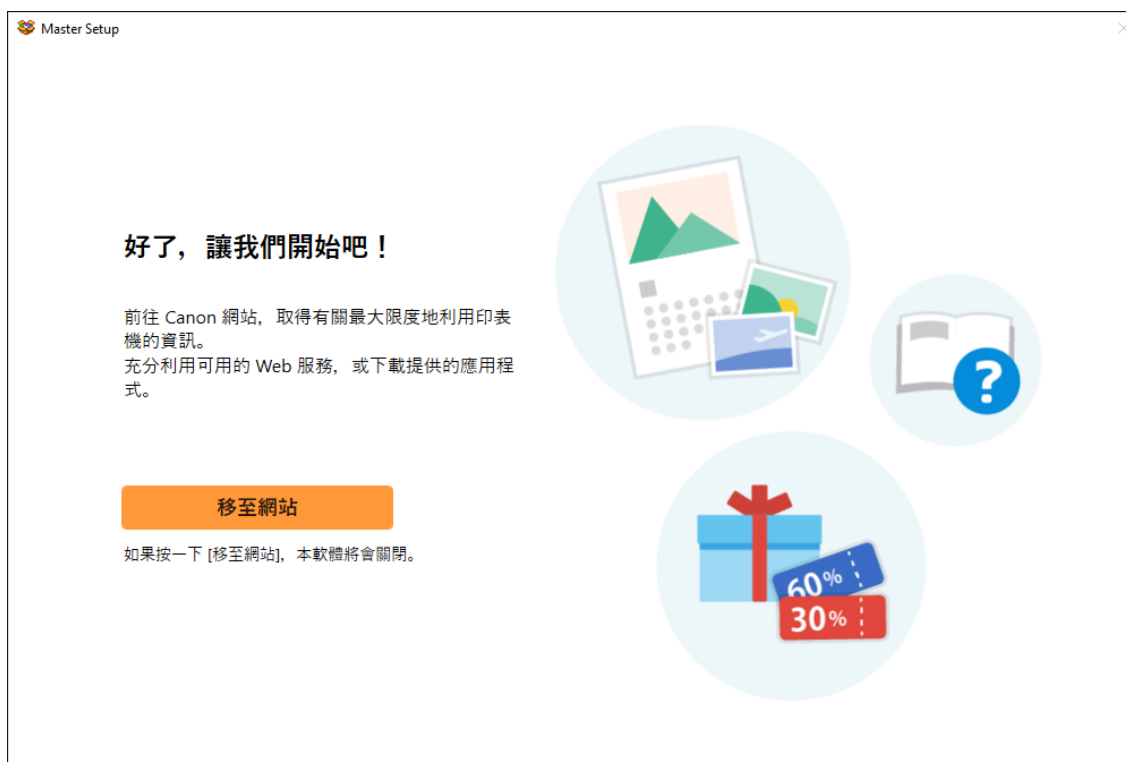 Master Setup
好了，讓我們開始吧！
前往 Canon 網站，取得有關最大限度地利用印表
機的資訊。
充分利用可用的 Web 服務，或下載提供的應用程
式。
移至網站
如果按一下 [移至網站]，本軟體將會關閉。
?
60%
30%